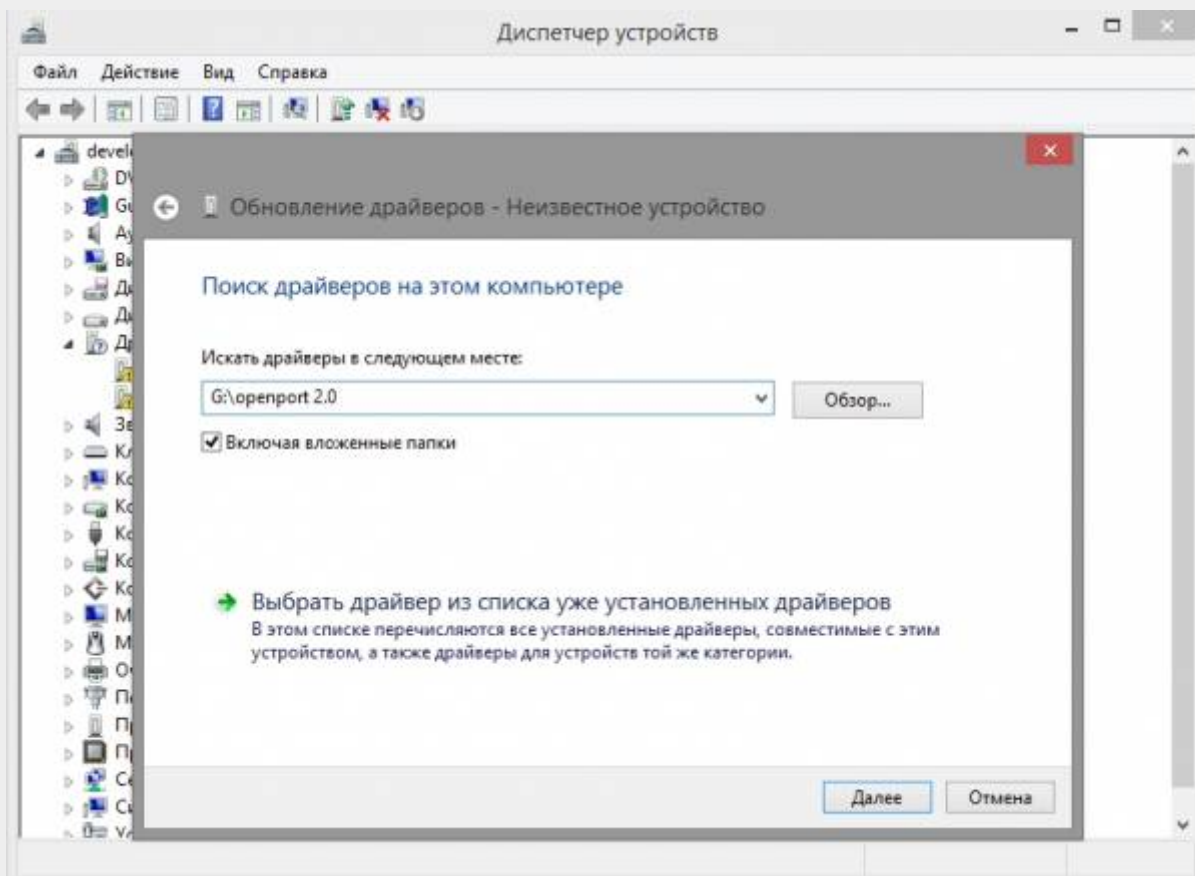 Диспетчер устройств
Файл Действие Вид Справка
Обновление драйверов - Неизвестное устройство
Поиск драйверов на этом компьютере
Искать драйверы в следующем месте:
G:\openport 2.0
Обзор...
Включая вложенные папки
Выбрать драйвер из списка уже установленных драйверов
В этом списке перечисляются все установленные драйверы, совместимые с этим
устройством, а также драйверы для устройств той же категории.
Далее Отмена